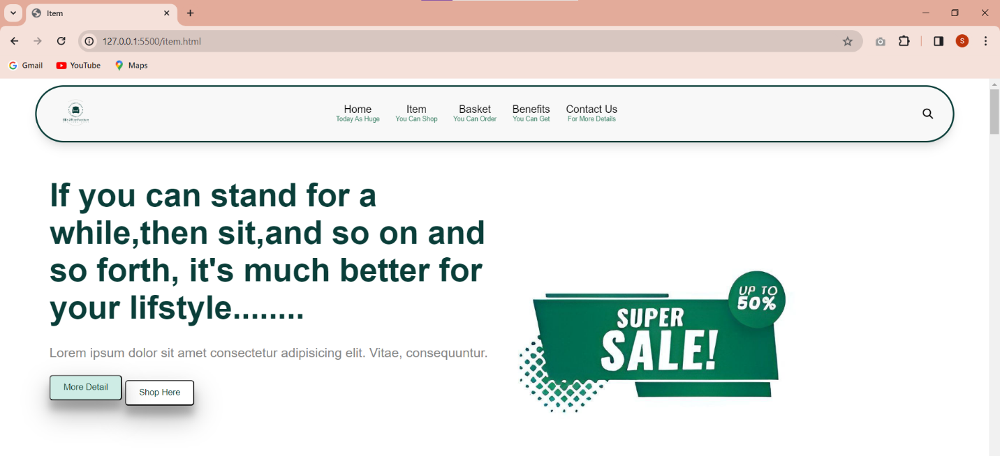 Item
127.0.0.1:5500/item.html
S
Gmail YouTube Maps
Home Item Basket Benefits Contact Us
Today As Huge You Can Shop You Can Order You Can Get For More Details
If you can stand for a
while,then sit,and so on and
so forth, it's much better for
your lifstyle........
Lorem ipsum dolor sit amet consectetur adipisicing elit. Vitae, consequuntur.
More Detail
Shop Here
UP TO
50%
SUPER
SALE!